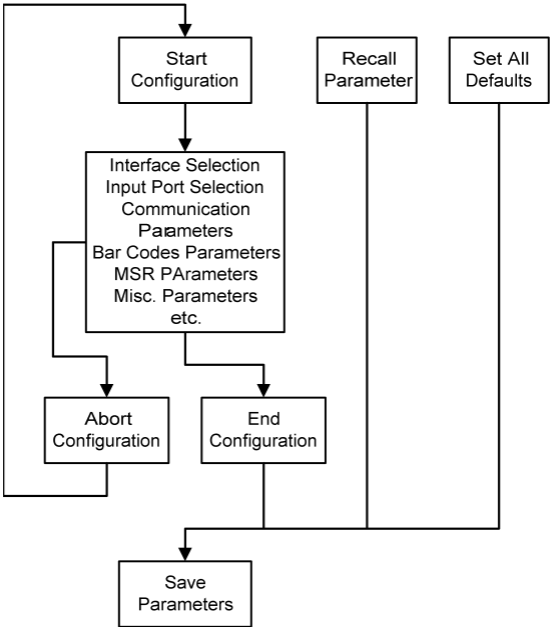 Start
Configuration
Recall
Parameter
Set All
Defaults
Interface Selection
Input Port Selection
Communication
Parameters
Bar Codes Parameters
MSR PArameters
Misc. Parameters
etc.
Abort
Configuration
End
Configuration
Save
Parameters